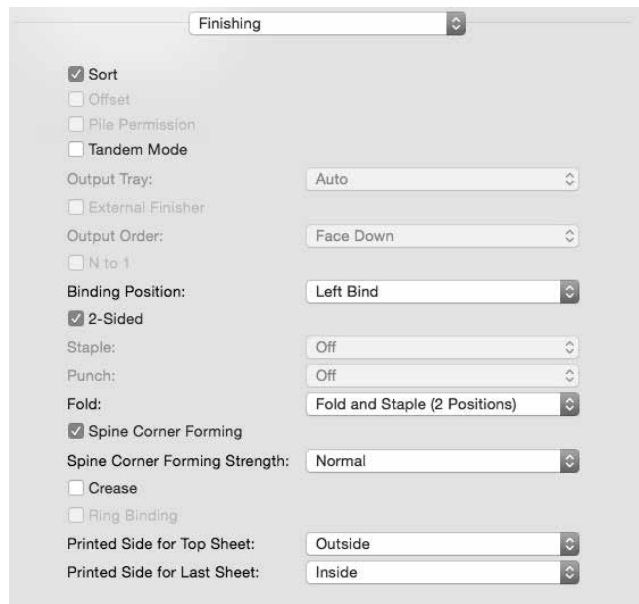 Finishing
Sort
Offset
Pile Permission
Tandem Mode
Output Tray: Auto
External Finisher
Output Order: Face Down
N to 1
Binding Position: Left Bind
2-Sided
Staple: Off
Punch: Off
Fold: Fold and Staple (2 Positions)
Spine Corner Forming
Spine Corner Forming Strength: Normal
Crease
Ring Binding
Printed Side for Top Sheet: Outside
Printed Side for Last Sheet: Inside